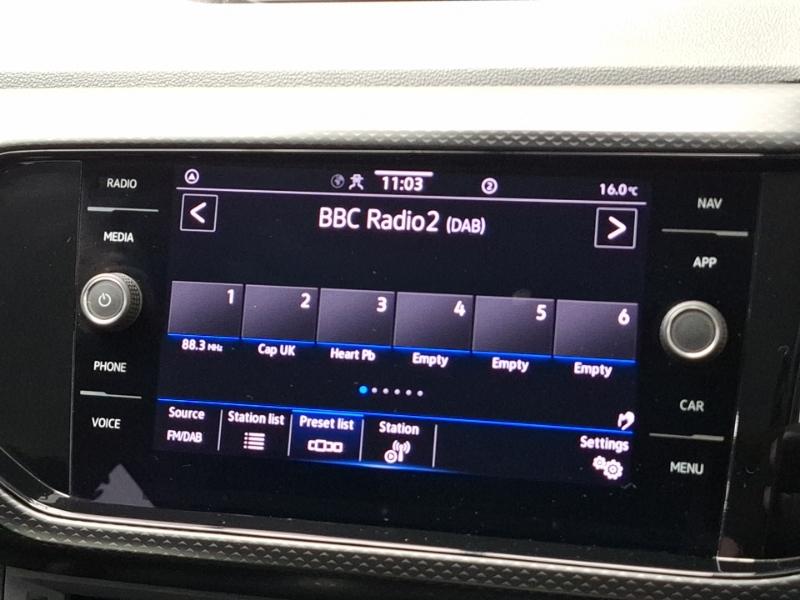 RADIO
MEDIA
PHONE
VOICE
11:03
2
16.0°C
<
BBC Radio2 (DAB)
>
1 2 3 4 5 6
88.3 MHz Cap UK Heart Pb Empty Empty Empty
Source Station list Preset list Station Settings
FM/DAB
NAV
APP
CAR
MENU